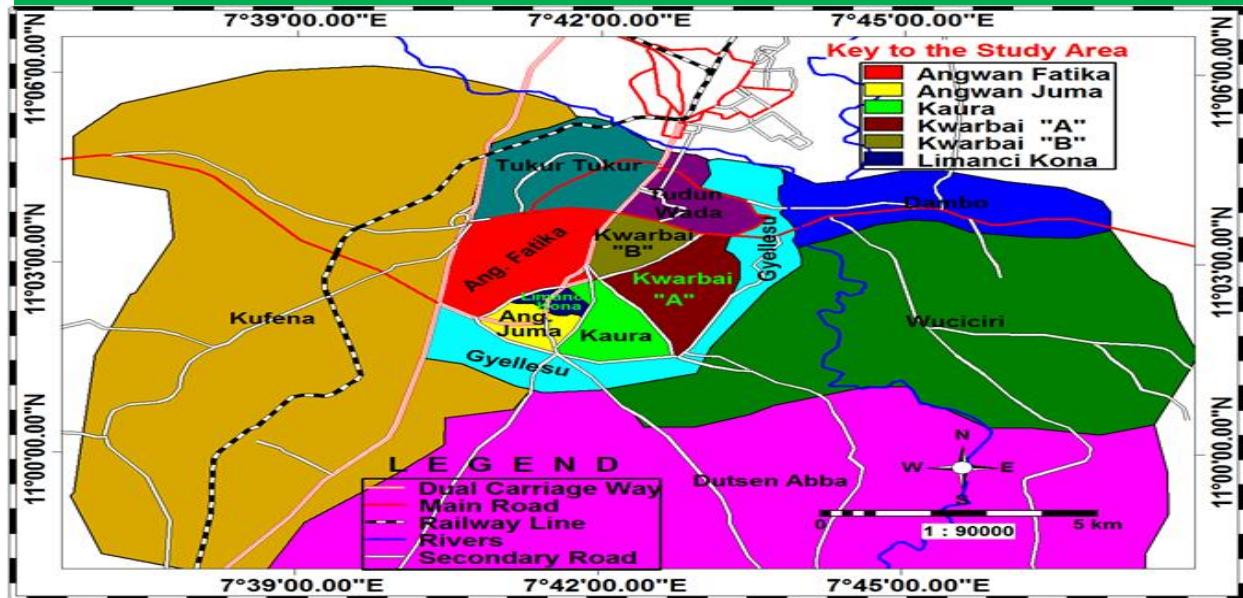 7°39'00.00"E
7°42'00.00"E
7°45'00.00"E
11°06'00.00"N
11°06'00.00"N
Key to the Study Area
Angwan Fatika
Angwan Juma
Kaura
Kwarbai "A"
Kwarbai "B"
Limanci Kona
Tukur Tukur
Tudun
Wada
Dambo
Kwarbai
"B"
Ang. Fatika
Gyellesu
11°03'00.00"N
11°03'00.00"N
Kwarbai
"A"
Limanci
Kona
Kufena
Ang.
Juma
Kaura
Wuciciri
Gyellesu
11°00'00.00"N
11°00'00.00"N
N
W
E
S
LEGEND
Dual Carriage Way
Main Road
Railway Line
Rivers
Secondary Road
Dutsen Abba
0
5 km
1 : 90000
7°39'00.00"E
7°42'00.00"E
7°45'00.00"E